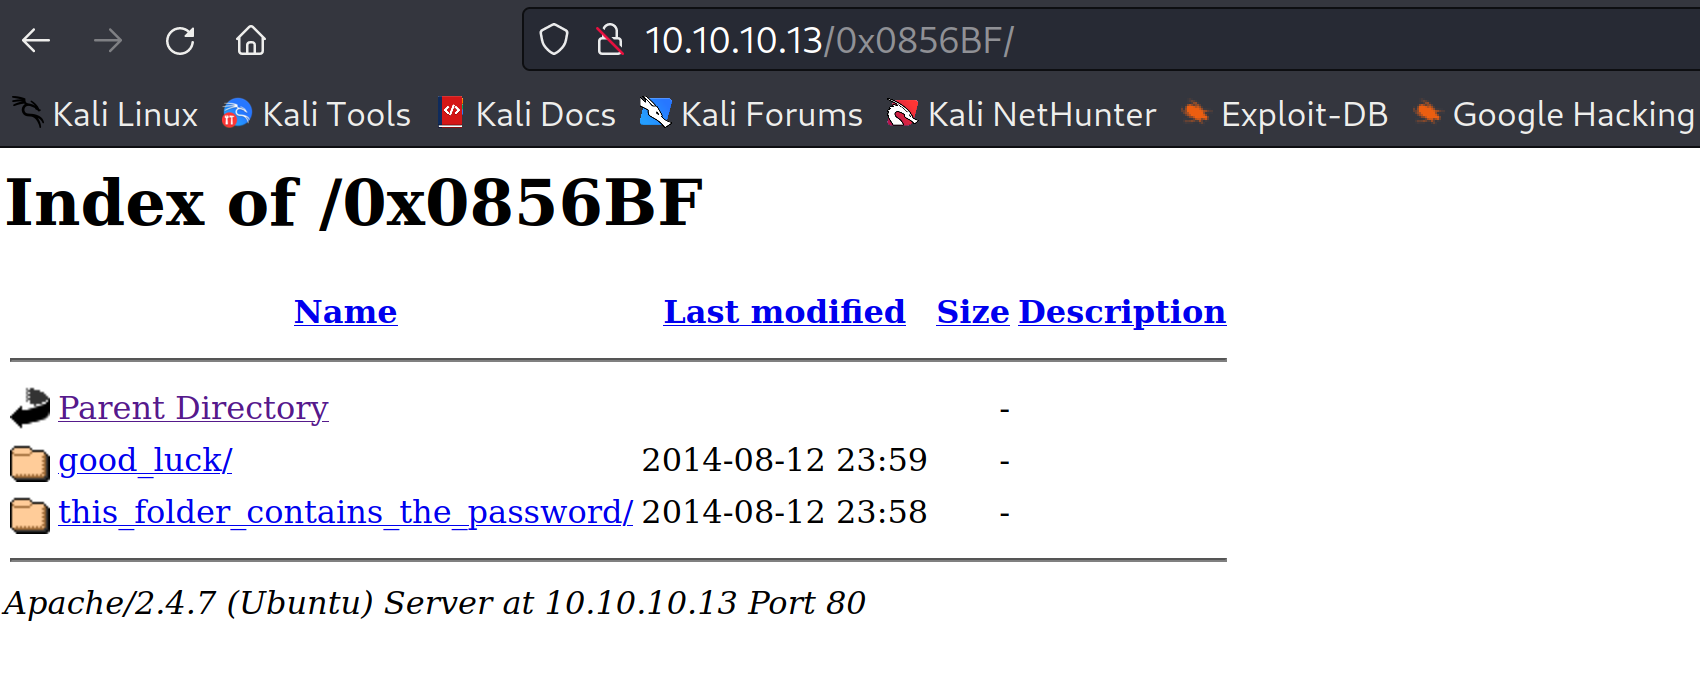 10.10.10.13/0x0856BF/
Kali Linux Kali Tools Kali Docs Kali Forums Kali NetHunter Exploit-DB Google Hacking
Index of /0x0856BF
Name Last modified Size Description
Parent Directory -
good_luck/ 2014-08-12 23:59 -
this_folder_contains_the_password/ 2014-08-12 23:58 -
Apache/2.4.7 (Ubuntu) Server at 10.10.10.13 Port 80